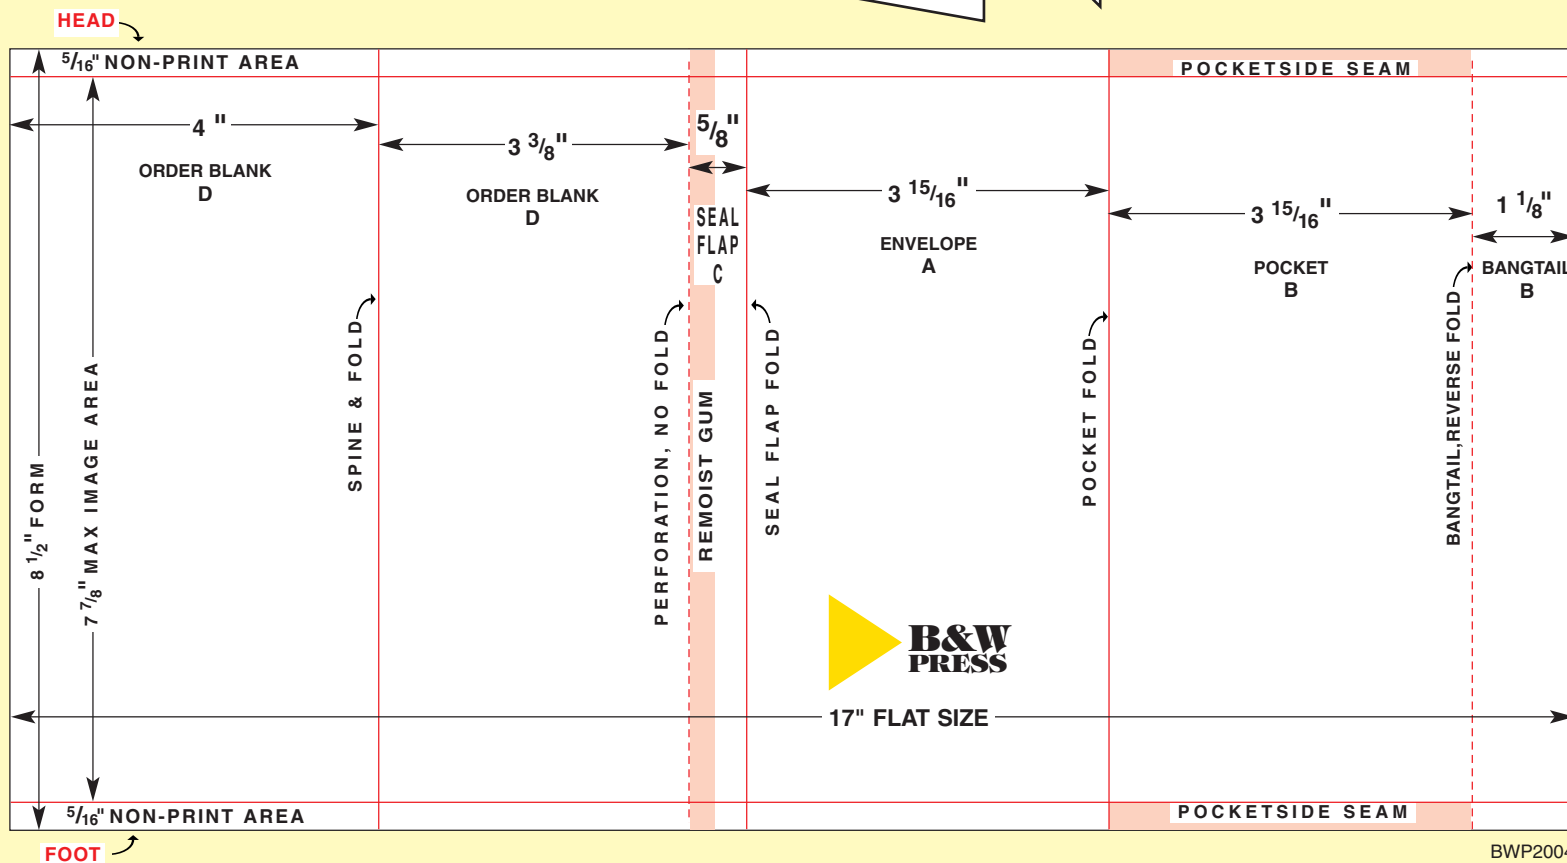 HEAD
5/16" NON-PRINT AREA
POCKETSIDE SEAM
4 "
ORDER BLANK
D
3 3/8"
ORDER BLANK
D
5/8"
SEAL
FLAP
C
3 15/16"
ENVELOPE
A
3 15/16"
POCKET
B
1 1/8"
BANGTAIL
B
8 1/2" FORM
7 7/8" MAX IMAGE AREA
SPINE & FOLD
PERFORATION, NO FOLD
REMOIST GUM
SEAL FLAP FOLD
POCKET FOLD
BANGTAIL,REVERSE FOLD
B&W
PRESS
17" FLAT SIZE
5/16" NON-PRINT AREA
POCKETSIDE SEAM
FOOT
BWP2004